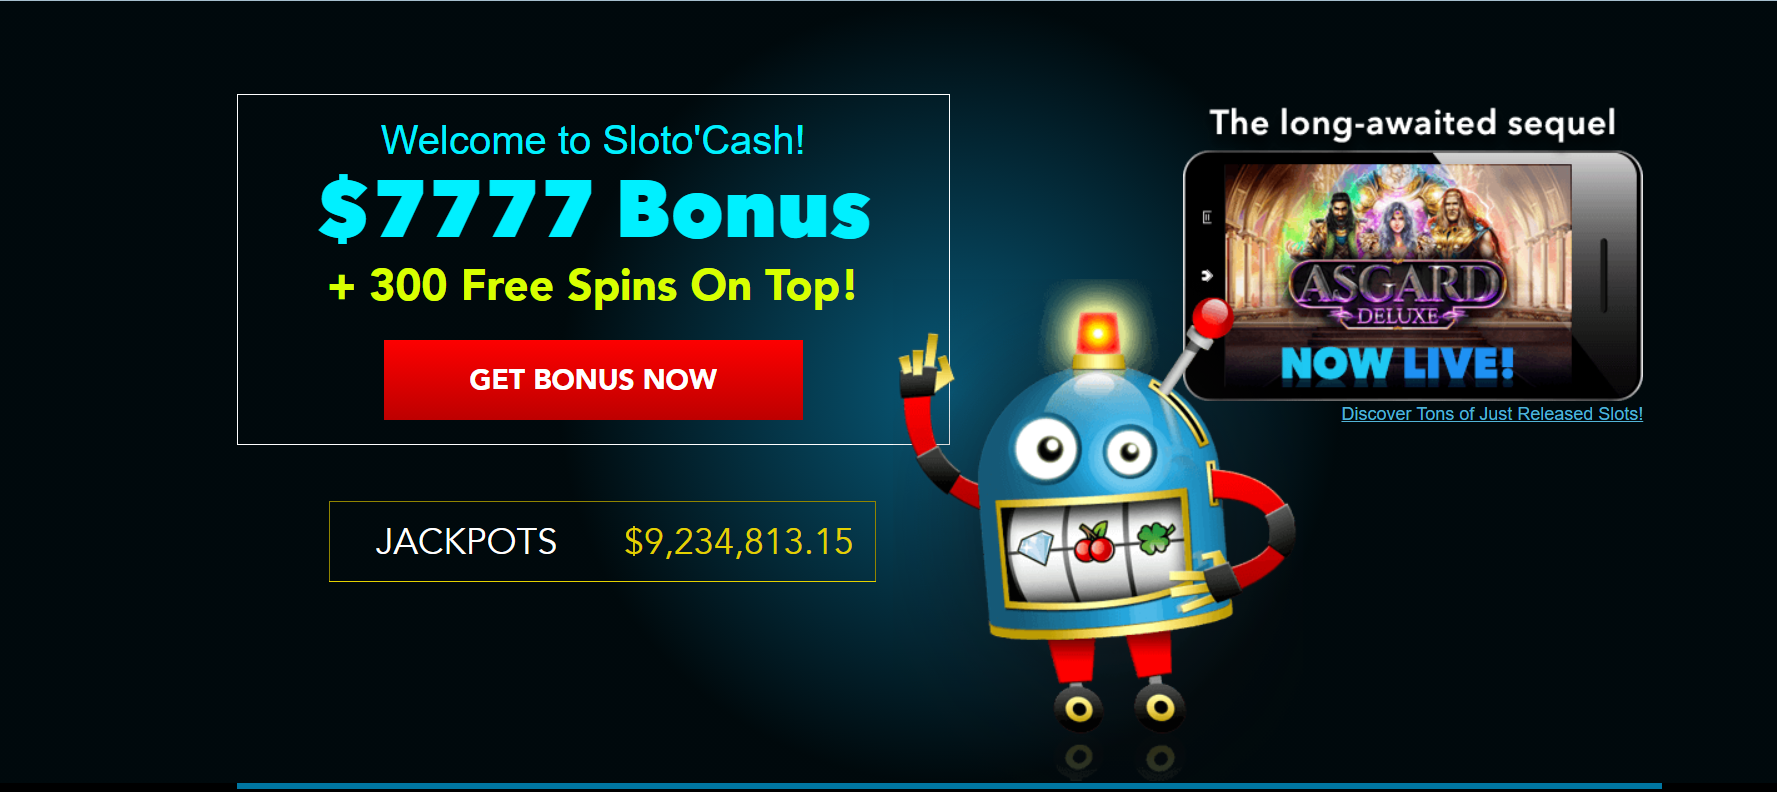 Welcome to Sloto'Cash!
$7777 Bonus
+ 300 Free Spins On Top!
GET BONUS NOW
JACKPOTS $9,234,813.15
The long-awaited sequel
ASGARD
DELUXE
NOW LIVE!
Discover Tons of Just Released Slots!